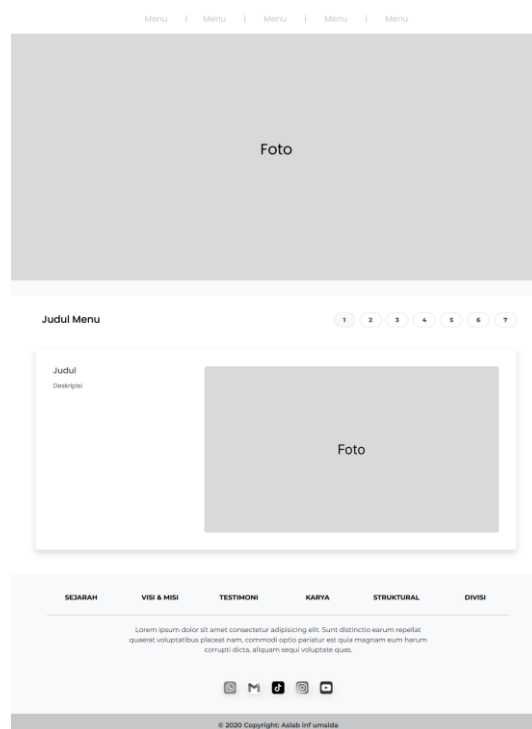 Menu | Menu | Menu | Menu | Menu
Foto
Judul Menu
1 2 3 4 5 6 7
Judul
Deskripisi
Foto
SEJARAH VISI & MISI TESTIMONI KARYA STRUKTURAL DIVISI
Lorem ipsum dolor sit amet consectetur adipisicing elit. Sunt distinctio earum repellat
quaerat voluptatibus placeat nam, commodi optio pariatur est quia magnam eum harum
corrupti dicta, aliquam sequi voluptate quas.
© 2020 Copyright: Aslab inf umsida